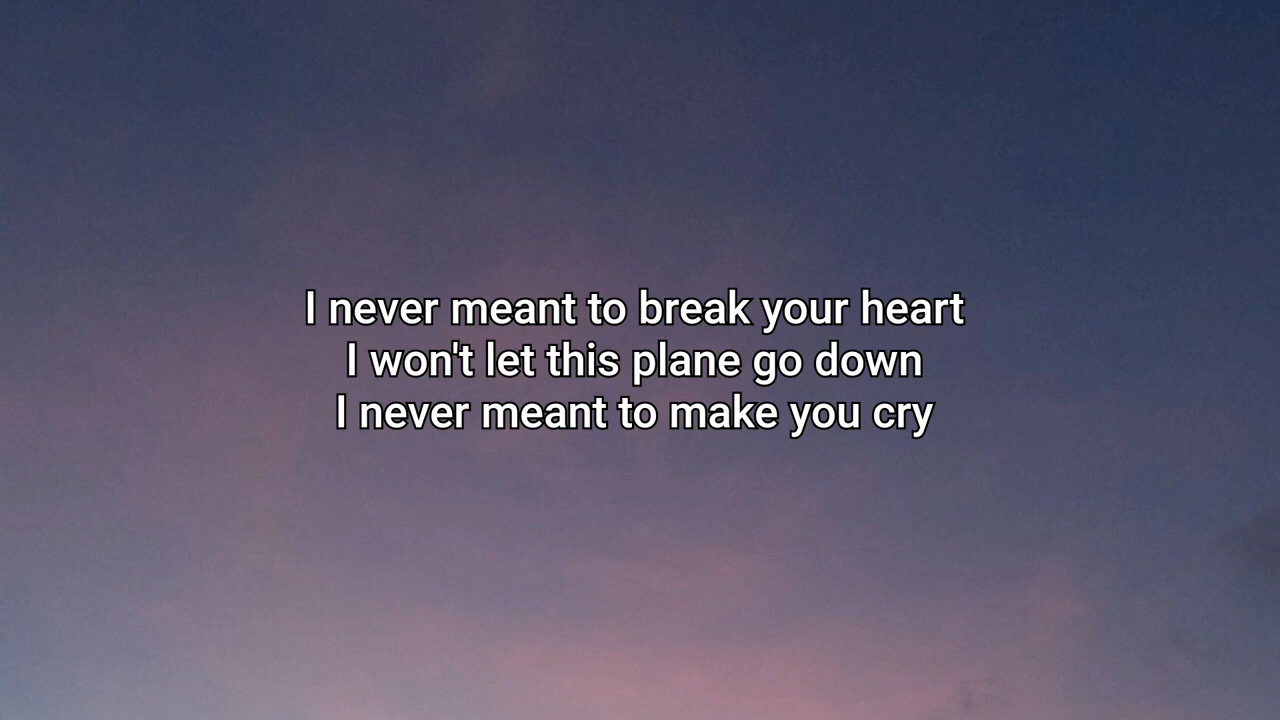 I never meant to break your heart
I won't let this plane go down
I never meant to make you cry